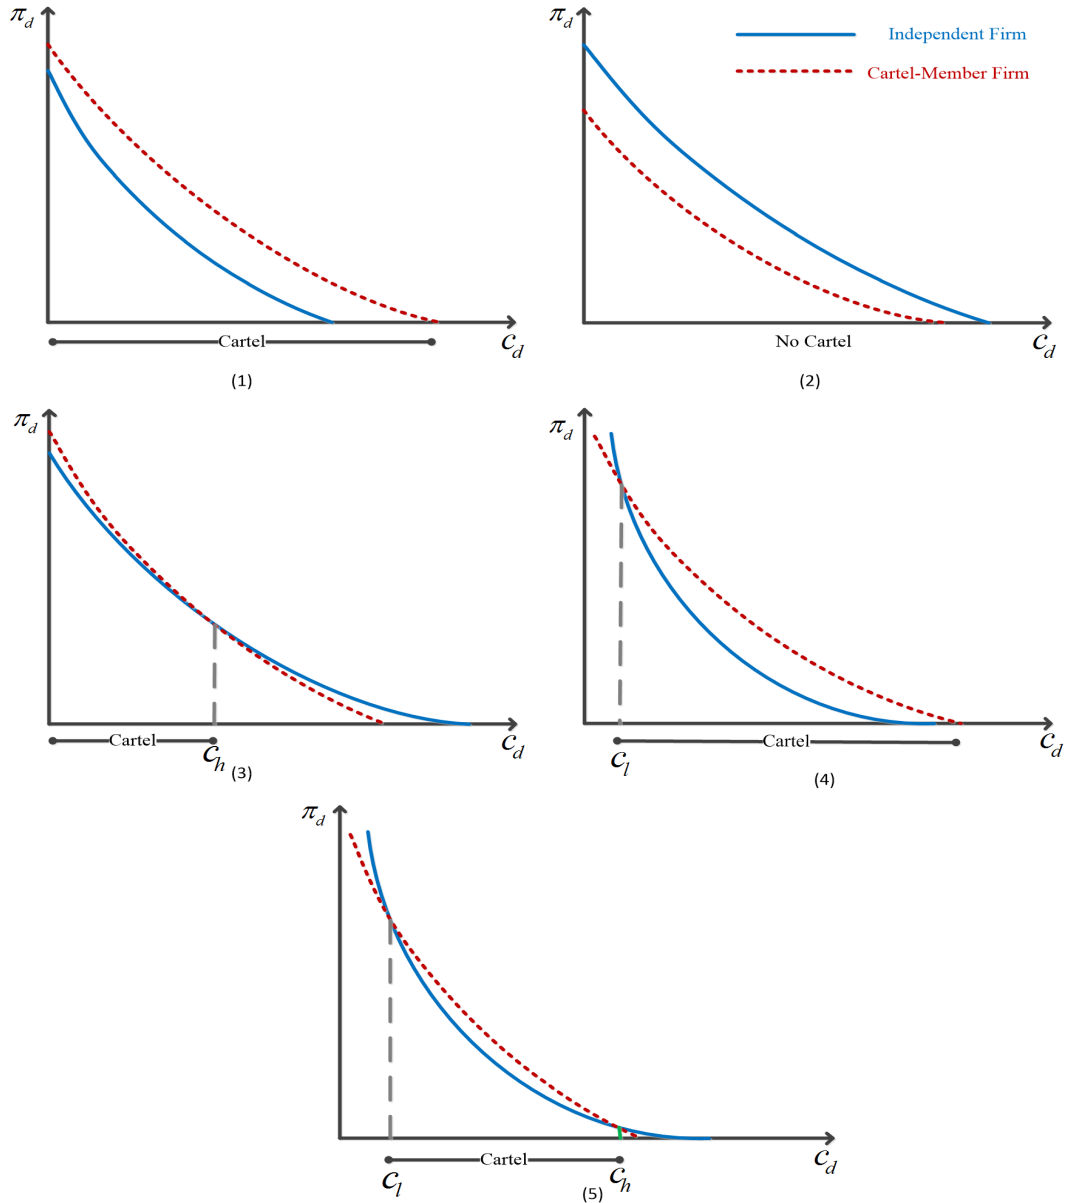 π_d
π_d
Independent Firm
Cartel-Member Firm
Cartel
c_d
No Cartel
c_d
(1)
(2)
π_d
π_d
Cartel
c_h
c_d
(3)
c_l
Cartel
c_d
(4)
π_d
c_l
Cartel
c_h
c_d
(5)